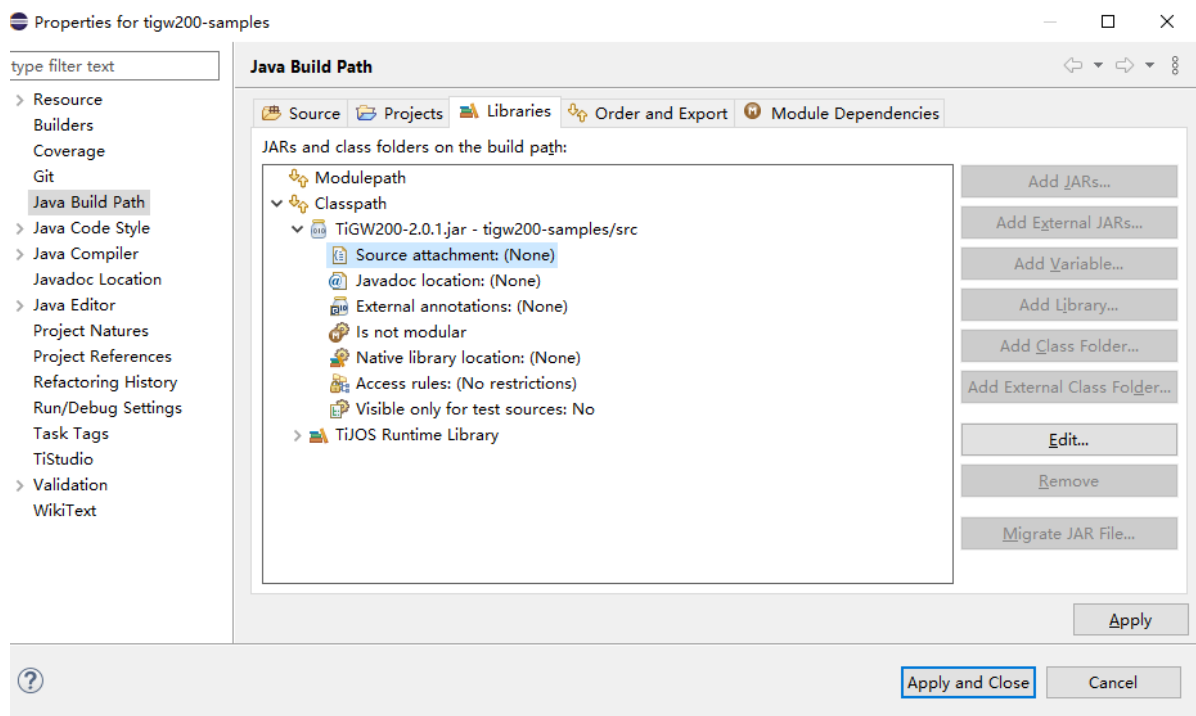 Properties for tigw200-samples
type filter text
Resource
Builders
Coverage
Git
Java Build Path
Java Code Style
Java Compiler
Javadoc Location
Java Editor
Project Natures
Project References
Refactoring History
Run/Debug Settings
Task Tags
TiStudio
Validation
WikiText
Java Build Path
Source
Projects
Libraries
Order and Export
Module Dependencies
JARs and class folders on the build path:
Modulepath
Classpath
TiGW200-2.0.1.jar - tigw200-samples/src
Source attachment: (None)
Javadoc location: (None)
External annotations: (None)
Is not modular
Native library location: (None)
Access rules: (No restrictions)
Visible only for test sources: No
TiJOS Runtime Library
Add JARs...
Add External JARs...
Add Variable...
Add Library...
Add Class Folder...
Add External Class Folder...
Edit...
Remove
Migrate JAR File...
Apply
?
Apply and Close
Cancel